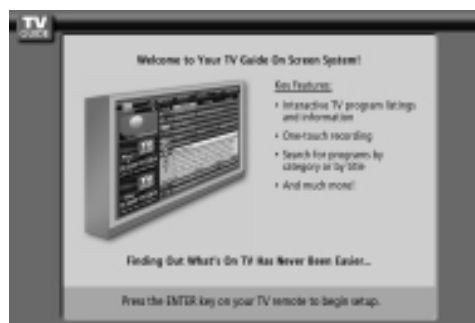 TV
GUIDE
Welcome to Your TV Guide On Screen System!
Key Features:
• Interactive TV program listings
and information
• One-touch recording
• Search for programs by
category or by title
• And much more!
Finding Out What's On TV Has Never Been Easier...
Press the ENTER key on your TV remote to begin setup.